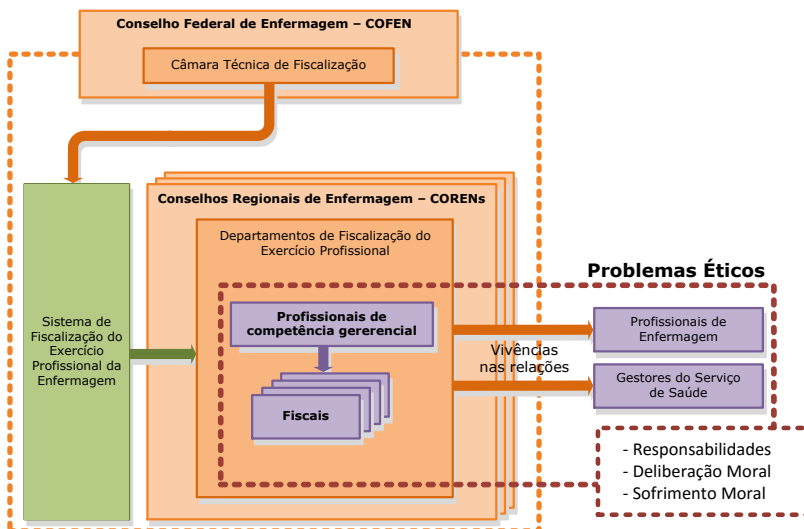 Conselho Federal de Enfermagem – COFEN
Câmara Técnica de Fiscalização
Conselhos Regionais de Enfermagem – CORENs
Departamentos de Fiscalização do
Exercício Profissional
Problemas Éticos
Sistema de
Fiscalização do
Exercício
Profissional da
Enfermagem
Profissionais de
competência gererencial
Fiscais
Vivências
nas relações
Profissionais de
Enfermagem
Gestores do Serviço
de Saúde
- Responsabilidades
- Deliberação Moral
- Sofrimento Moral